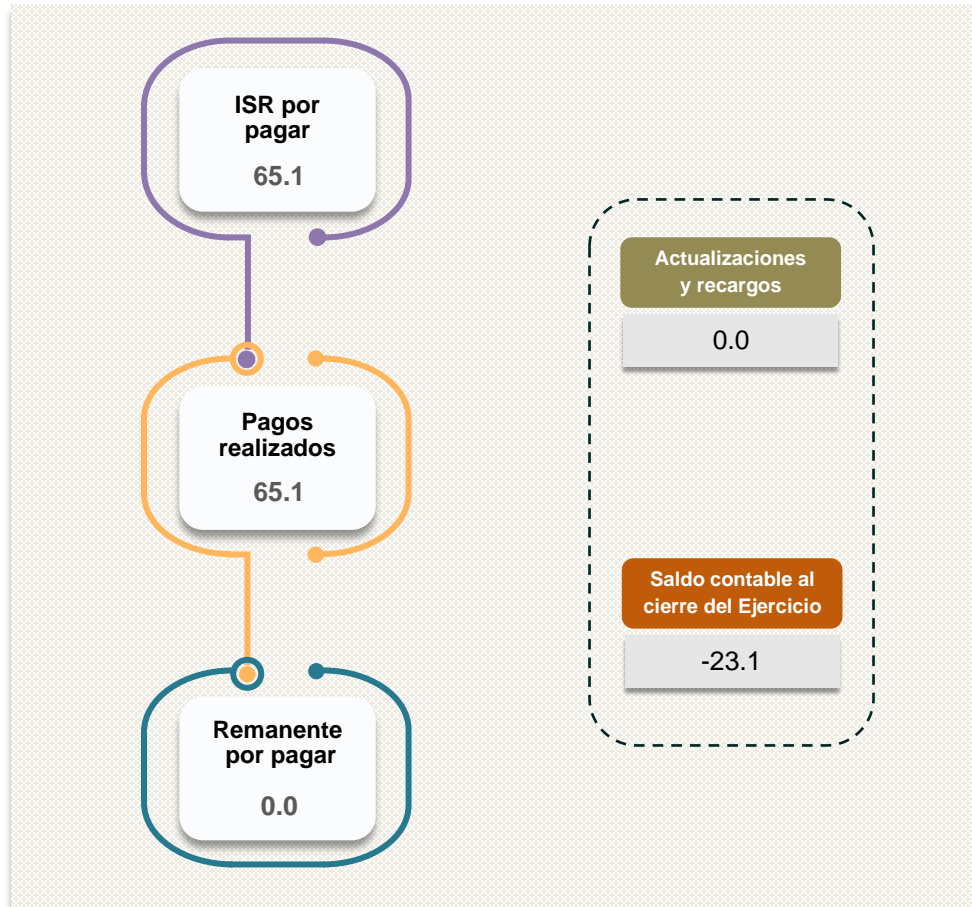 ISR por
pagar
65.1
Pagos
realizados
65.1
Remanente
por pagar
0.0
Actualizaciones
y recargos
0.0
Saldo contable al
cierre del Ejercicio
-23.1